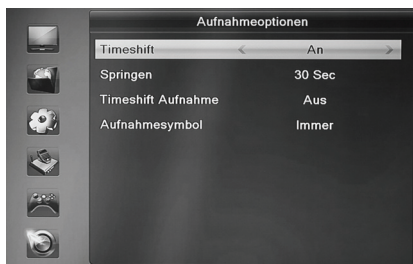 Aufnahmeoptionen
Timeshift An
Springen 30 Sec
Timeshift Aufnahme Aus
Aufnahmesymbol Immer